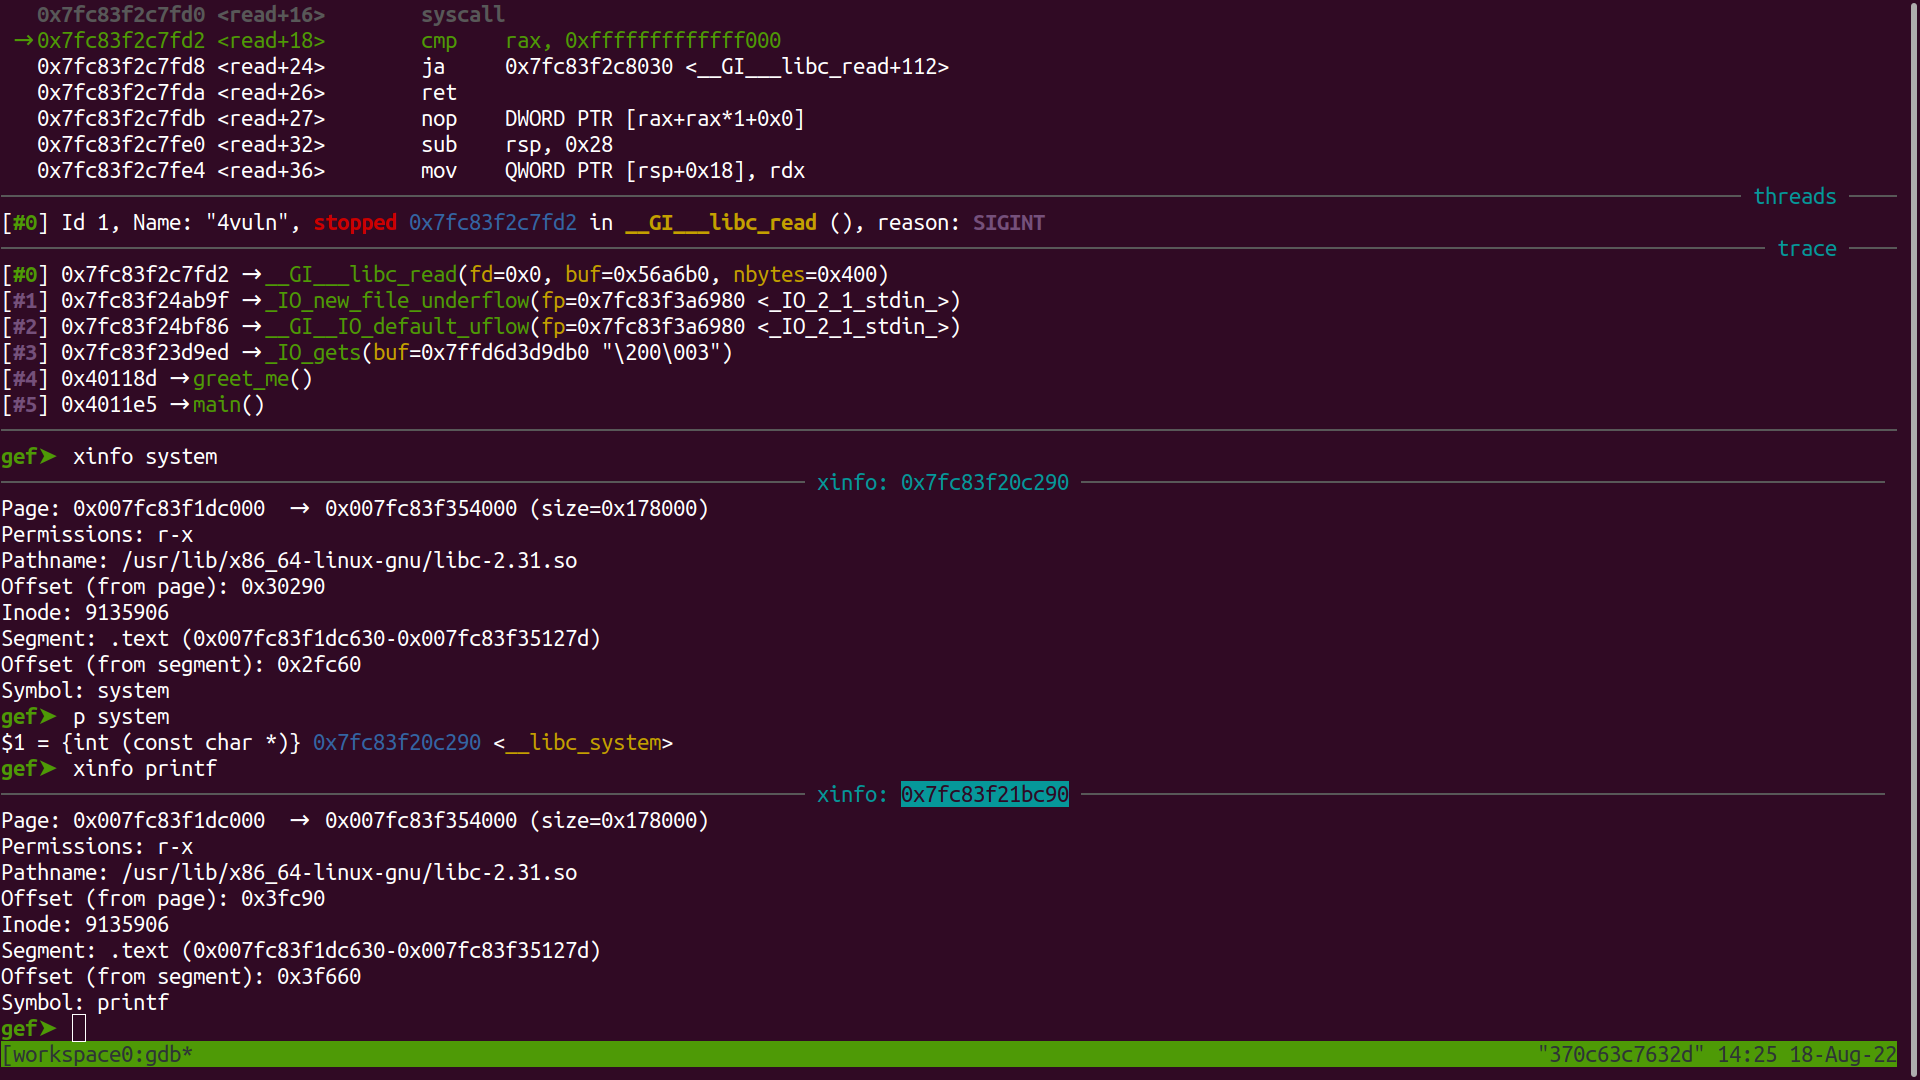 0x7fc83f2c7fd0 <read+16> syscall
→0x7fc83f2c7fd2 <read+18> cmp rax, 0xfffffffffffff000
0x7fc83f2c7fd8 <read+24> ja 0x7fc83f2c8030 <__GI___libc_read+112>
0x7fc83f2c7fda <read+26> ret
0x7fc83f2c7fdb <read+27> nop DWORD PTR [rax+rax*1+0x0]
0x7fc83f2c7fe0 <read+32> sub rsp, 0x28
0x7fc83f2c7fe4 <read+36> mov QWORD PTR [rsp+0x18], rdx
threads
[#0] Id 1, Name: "4vuln", stopped 0x7fc83f2c7fd2 in __GI___libc_read (), reason: SIGINT
trace
[#0] 0x7fc83f2c7fd2 →__GI___libc_read(fd=0x0, buf=0x56a6b0, nbytes=0x400)
[#1] 0x7fc83f24ab9f →_IO_new_file_underflow(fp=0x7fc83f3a6980 <_IO_2_1_stdin_>)
[#2] 0x7fc83f24bf86 →__GI__IO_default_uflow(fp=0x7fc83f3a6980 <_IO_2_1_stdin_>)
[#3] 0x7fc83f23d9ed →_IO_gets(buf=0x7ffd6d3d9db0 "\200\003")
[#4] 0x40118d →greet_me()
[#5] 0x4011e5 →main()
gef➤ xinfo system
xinfo: 0x7fc83f20c290
Page: 0x007fc83f1dc000 → 0x007fc83f354000 (size=0x178000)
Permissions: r-x
Pathname: /usr/lib/x86_64-linux-gnu/libc-2.31.so
Offset (from page): 0x30290
Inode: 9135906
Segment: .text (0x007fc83f1dc630-0x007fc83f35127d)
Offset (from segment): 0x2fc60
Symbol: system
gef➤ p system
$1 = {int (const char *)} 0x7fc83f20c290 <__libc_system>
gef➤ xinfo printf
xinfo: 0x7fc83f21bc90
Page: 0x007fc83f1dc000 → 0x007fc83f354000 (size=0x178000)
Permissions: r-x
Pathname: /usr/lib/x86_64-linux-gnu/libc-2.31.so
Offset (from page): 0x3fc90
Inode: 9135906
Segment: .text (0x007fc83f1dc630-0x007fc83f35127d)
Offset (from segment): 0x3f660
Symbol: printf
gef➤
[workspace0:gdb* "370c63c7632d" 14:25 18-Aug-22